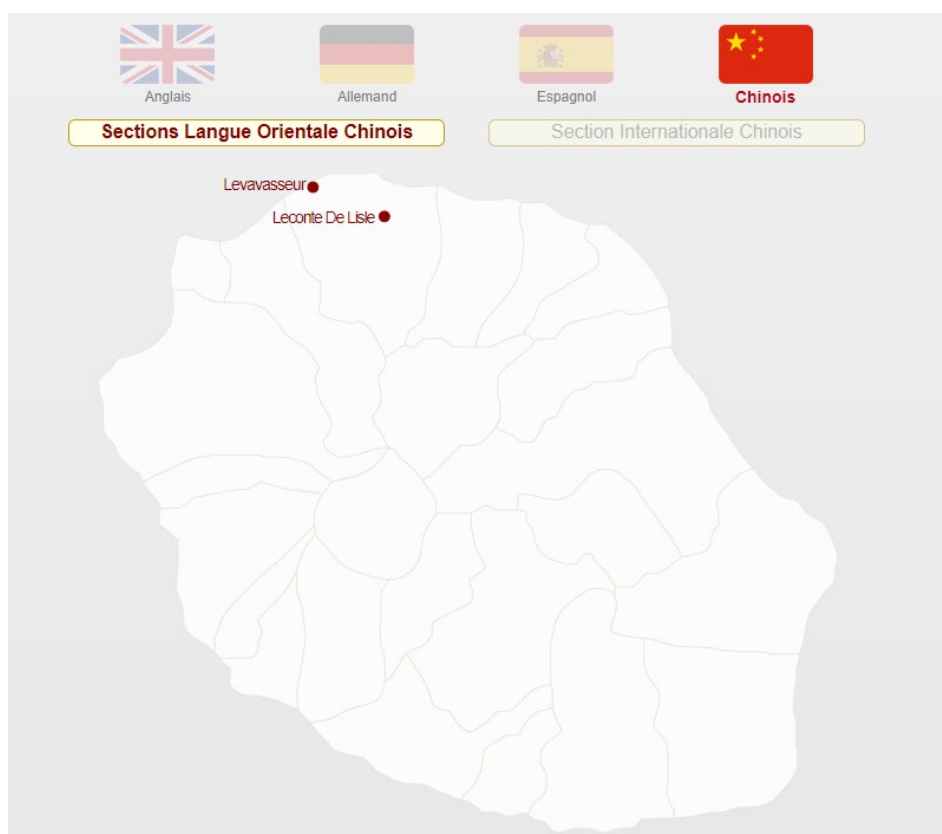 Anglais Allemand Espagnol Chinois
Sections Langue Orientale Chinois Section Internationale Chinois
Levavasseur
Leconte De Lisle